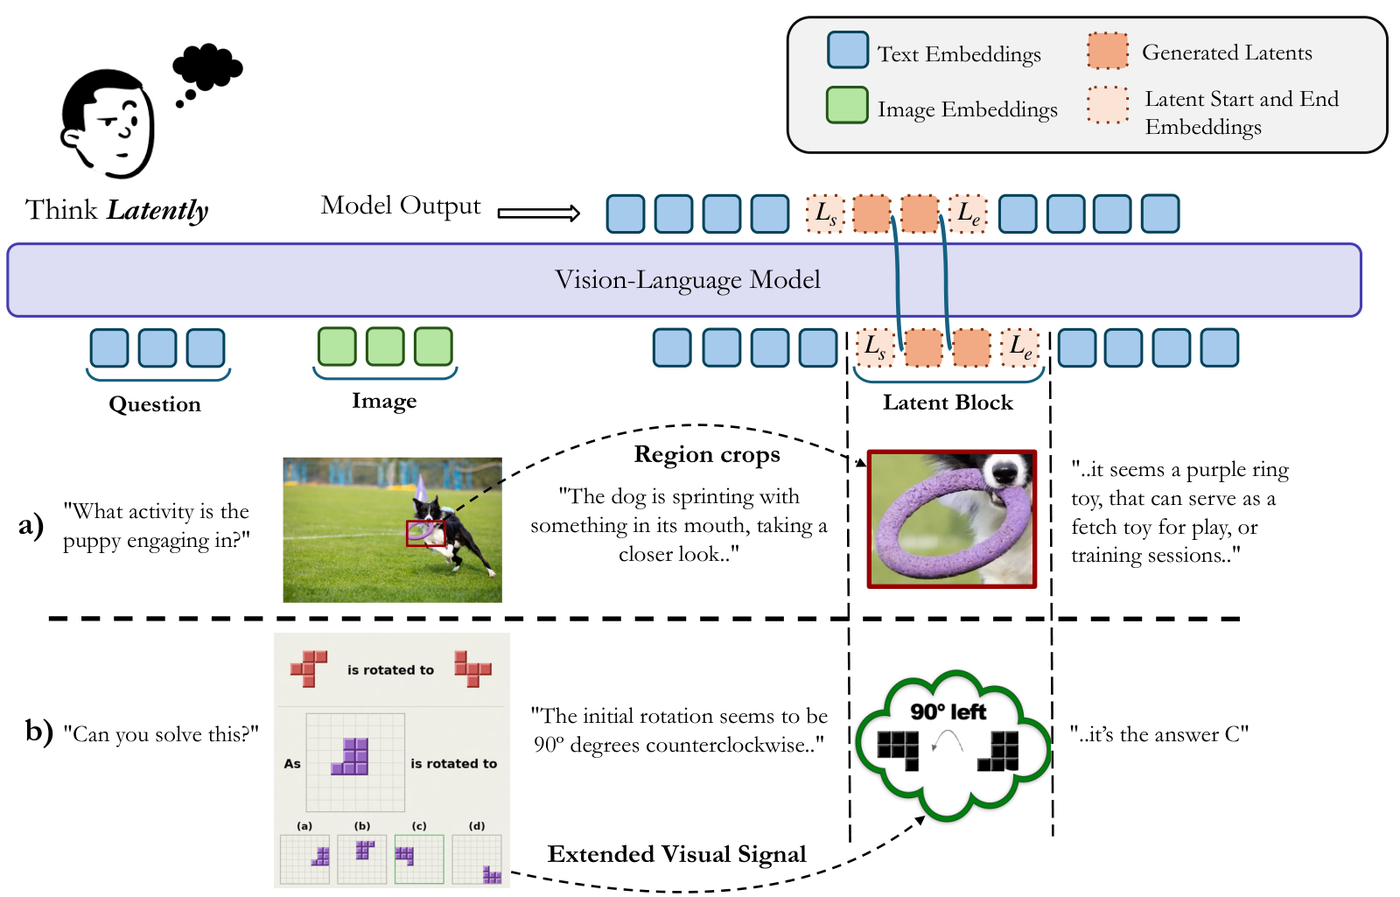 Text Embeddings
Generated Latents
Image Embeddings
Latent Start and End
Embeddings
Think Latently
Model Output
Ls
Le
Vision-Language Model
Ls
Le
Question
Image
Latent Block
Region crops
a)
"What activity is the
puppy engaging in?"
"The dog is sprinting with
something in its mouth, taking a
closer look.."
"..it seems a purple ring
toy, that can serve as a
fetch toy for play, or
training sessions.."
is rotated to
b)
"Can you solve this?"
As
is rotated to
(a)
(b)
(c)
(d)
"The initial rotation seems to be
90º degrees counterclockwise.."
90° left
"..it’s the answer C"
Extended Visual Signal